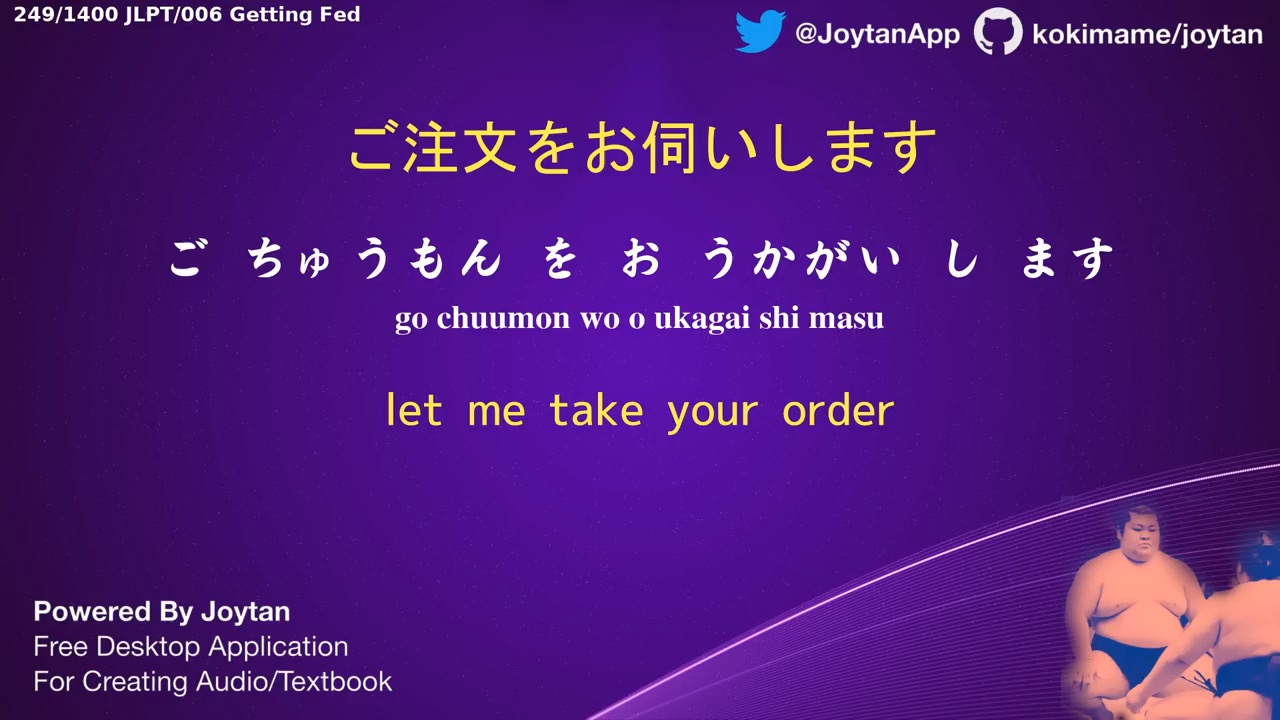 249/1400 JLPT/006 Getting Fed
@JoytanApp kokimame/joytan
ご注文をお伺いします
ご ちゅうもん を お うかがい し ます
go chuumon wo o ukagai shi masu
let me take your order
Powered By Joytan
Free Desktop Application
For Creating Audio/Textbook